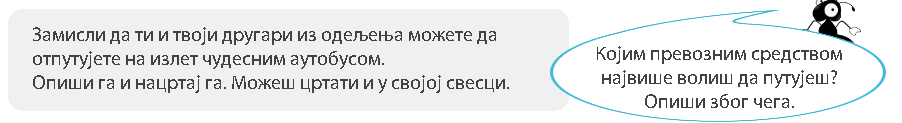 Замисли да ти и твоји другари из одељења можете да
отпутујете на излет чудесним аутобусом.
Опиши га и нацртај га. Можеш цртати и у својој свесци.
Којим превозним средством
највише волиш да путујеш?
Опиши због чега.